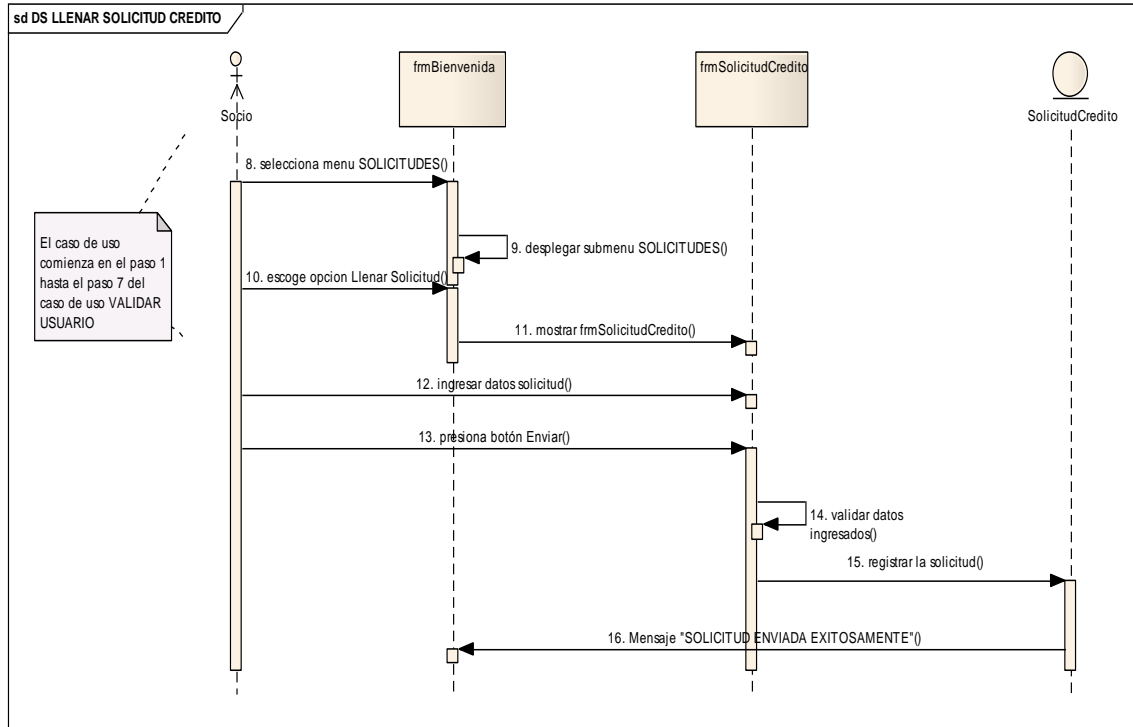 sd DS LLENAR SOLICITUD CREDITO
Socio
frmBienvenida
frmSolicitudCredito
SolicitudCredito
8. selecciona menu SOLICITUDES()
El caso de uso
comienza en el paso 1
hasta el paso 7 del
caso de uso VALIDAR
USUARIO
9. desplegar submenu SOLICITUDES()
10. escoge opcion Llenar Solicitud()
11. mostrar frmSolicitudCredito()
12. ingresar datos solicitud()
13. presiona botón Enviar()
14. validar datos
ingresados()
15. registrar la solicitud()
16. Mensaje "SOLICITUD ENVIADA EXITOSAMENTE"()